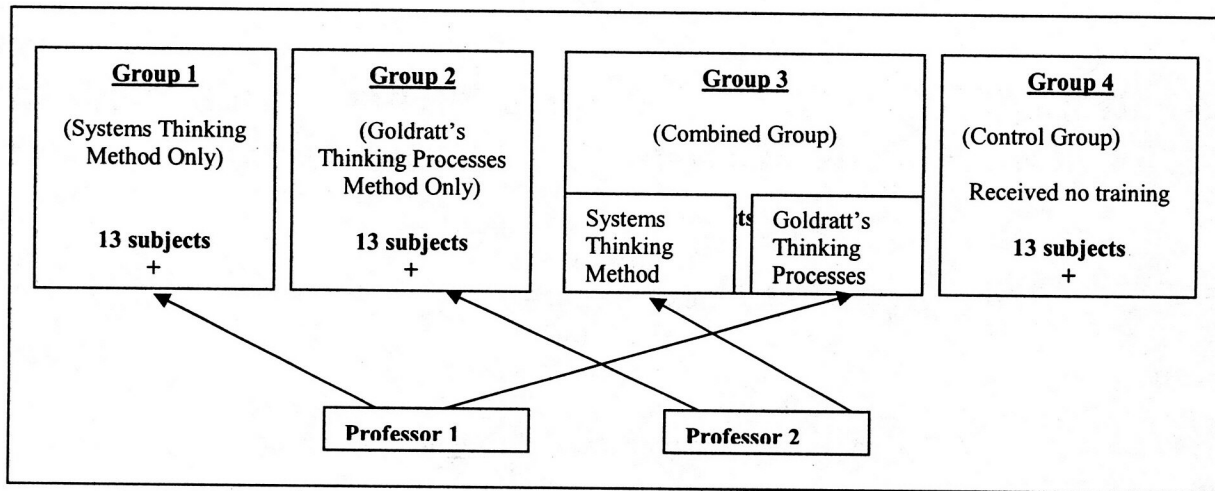 Group 1
(Systems Thinking
Method Only)
13 subjects
+
Group 2
(Goldratt's
Thinking Processes
Method Only)
13 subjects
+
Group 3
(Combined Group)
Systems
Thinking
Method
ts
Goldratt's
Thinking
Processes
Group 4
(Control Group)
Received no training
13 subjects
+
Professor 1
Professor 2